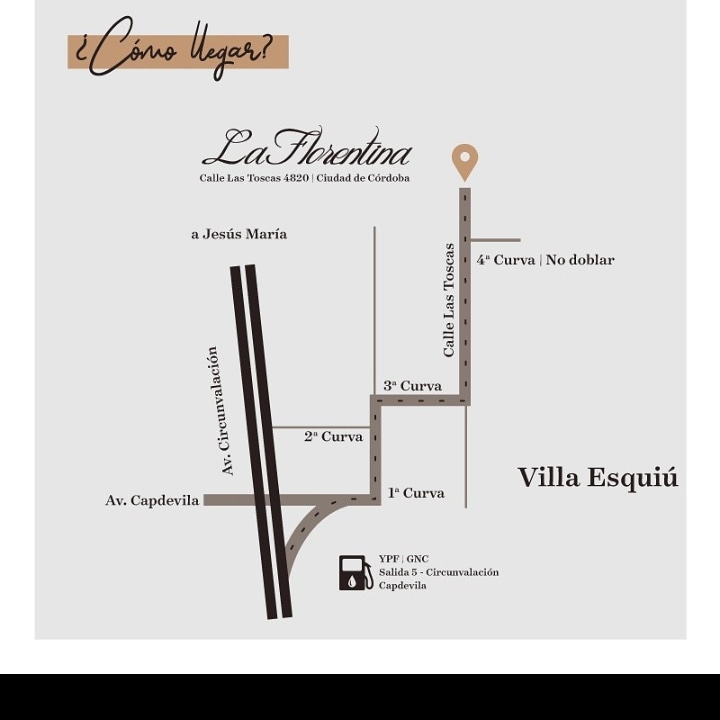 ¿Cómo llegar?
La Florentina
Calle Las Toscas 4820 | Ciudad de Córdoba
a Jesús María
4ª Curva | No doblar
Calle Las Toscas
Av. Circunvalación
3ª Curva
2ª Curva
Villa Esquiú
Av. Capdevila
1ª Curva
YPF | GNC
Salida 5 - Circunvalación
Capdevila